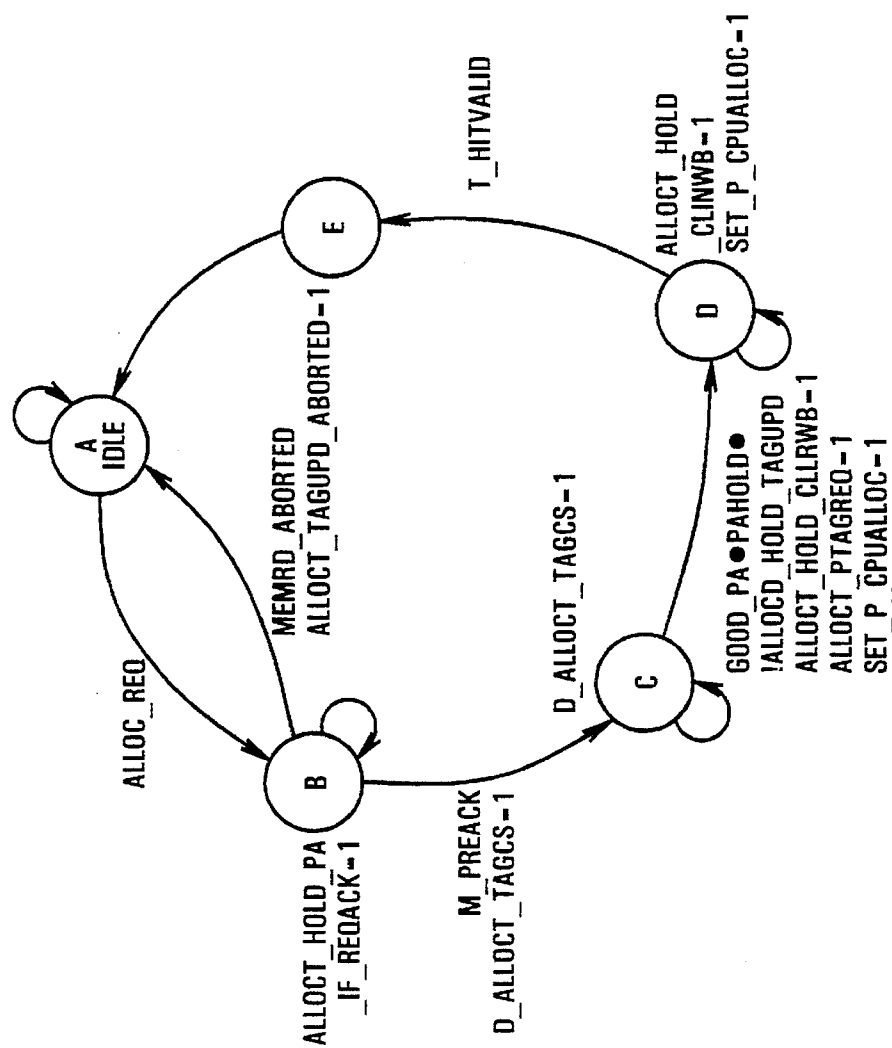 A
IDLE
ALLOC_REQ
MEMRD_ABORTED
ALLOCT_TAGUPD_ABORTED=1
B
ALLOCT_HOLD_PA
_IF_REQACK=1
M_PREACK
D_ALLOCT_TAGCS=1
D_ALLOCT_TAGCS=1
C
GOOD_PA●PAHOLD●
!ALLOCD_HOLD_TAGUPD
ALLOCT_HOLD_CLLRWB=1
ALLOCT_PTAGREQ=1
SET_P_CPUALLOC=1
D
ALLOCT_HOLD
_CLINWB=1
SET_P_CPUALLOC=1
T_HITVALID
E